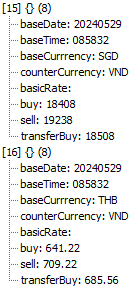 [15] {} (8)
baseDate: 20240529
baseTime: 085832
baseCurrrency: SGD
counterCurrency: VND
basicRate:
buy: 18408
sell: 19238
transferBuy: 18508
[16] {} (8)
baseDate: 20240529
baseTime: 085832
baseCurrrency: THB
counterCurrency: VND
basicRate:
buy: 641.22
sell: 709.22
transferBuy: 685.56